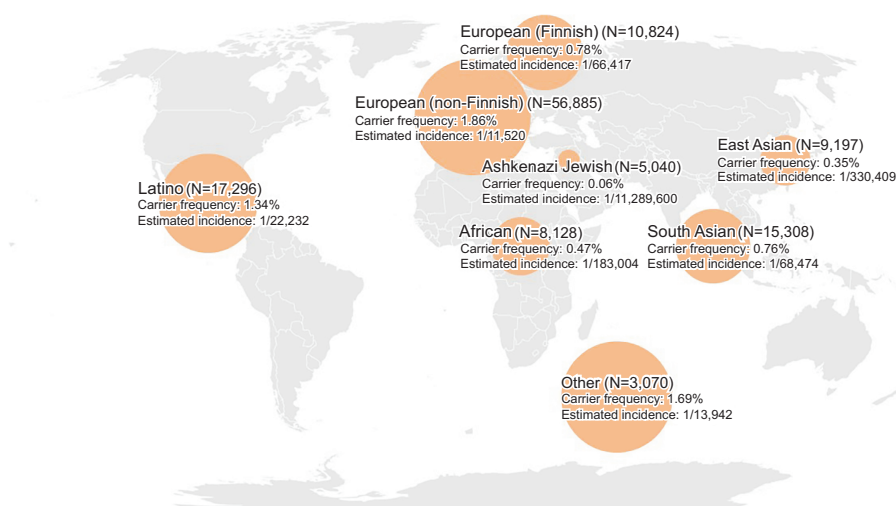 European (Finnish) (N=10,824)
Carrier frequency: 0.78%
Estimated incidence: 1/66,417
European (non-Finnish) (N=56,885)
Carrier frequency: 1.86%
Estimated incidence: 1/11,520
East Asian (N=9,197)
Carrier frequency: 0.35%
Estimated incidence: 1/330,409
Ashkenazi Jewish (N=5,040)
Carrier frequency: 0.06%
Estimated incidence: 1/11,289,600
Latino (N=17,296)
Carrier frequency: 1.34%
Estimated incidence: 1/22,232
African (N=8,128)
Carrier frequency: 0.47%
Estimated incidence: 1/183,004
South Asian (N=15,308)
Carrier frequency: 0.76%
Estimated incidence: 1/68,474
Other (N=3,070)
Carrier frequency: 1.69%
Estimated incidence: 1/13,942